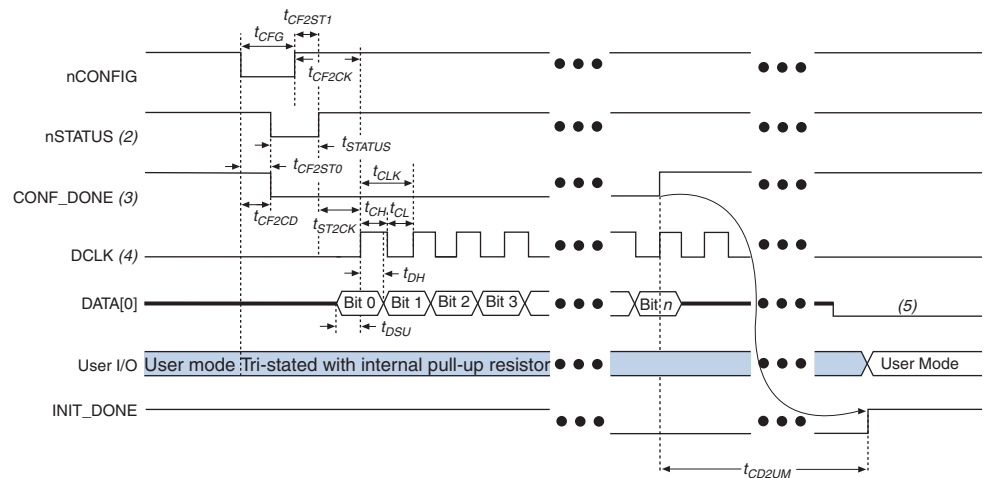 tCF2ST1
tCFG
nCONFIG
tCF2CK
nSTATUS (2)
tSTATUS
tCF2ST0
tCLK
CONF_DONE (3)
tCH tCL
tCF2CD
tST2CK
DCLK (4)
tDH
DATA[0] Bit 0 Bit 1 Bit 2 Bit 3 Bit n (5)
tDSU
User I/O User mode Tri-stated with internal pull-up resistor User Mode
INIT_DONE
tCD2UM